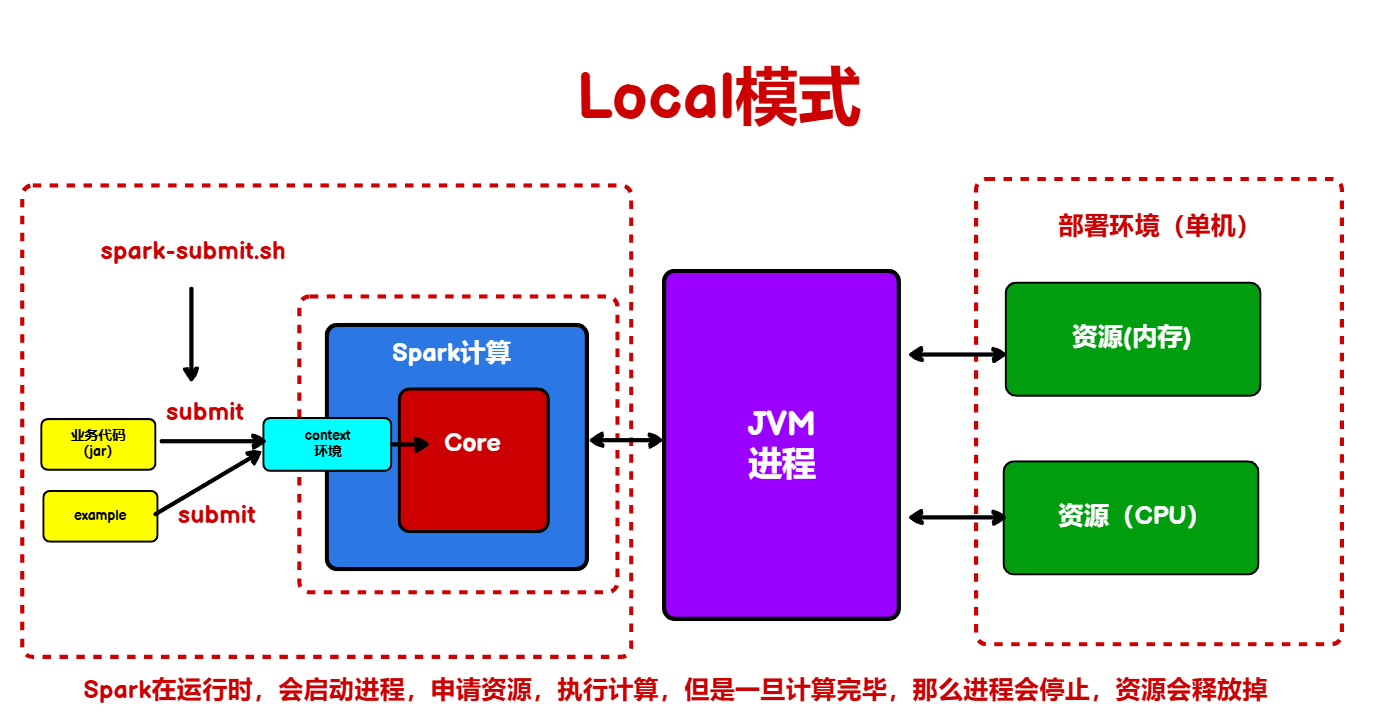 Local模式
部署环境（单机）
spark-submit.sh
资源(内存)
Spark计算
submit
JVM
进程
业务代码
(jar)
context
环境
Core
example
submit
资源（CPU）
Spark在运行时，会启动进程，申请资源，执行计算，但是一旦计算完毕，那么进程会停止，资源会释放掉